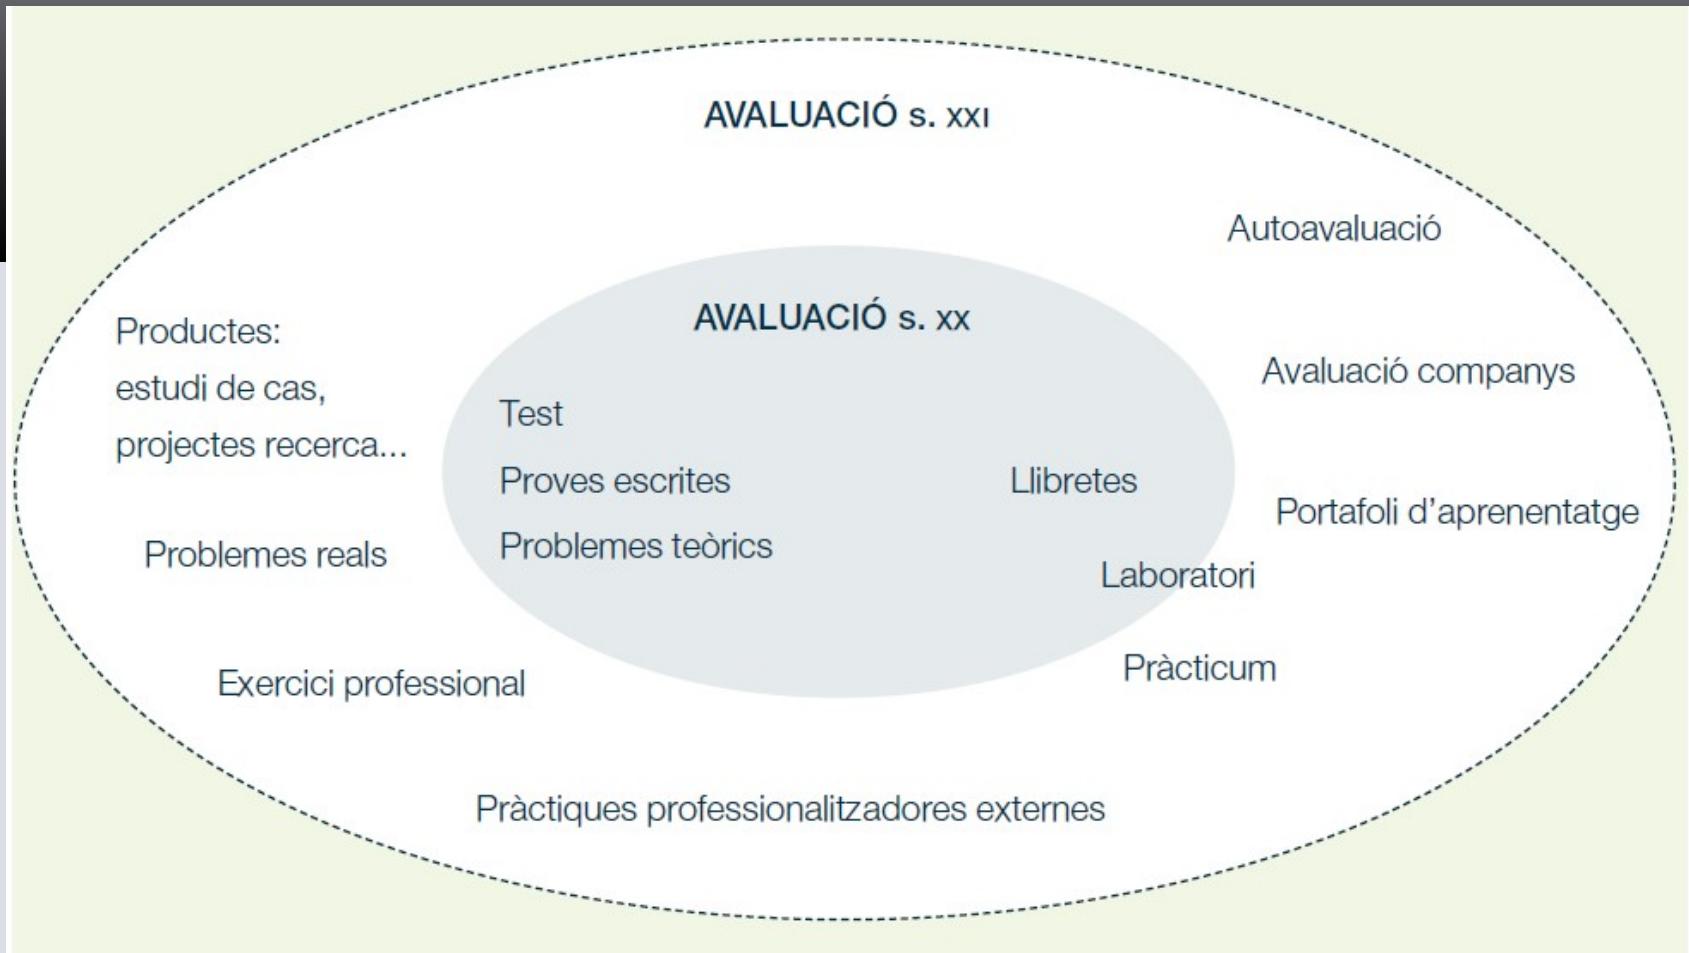 AVALUACIÓ s. XXI
Autoavaluació
AVALUACIÓ s. XX
Productes:
estudi de cas,
projectes recerca...
Avaluació companys
Test
Proves escrites
Llibretes
Problemes teòrics
Portafoli d’aprenentatge
Problemes reals
Laboratori
Exercici professional
Pràcticum
Pràctiques professionalitzadores externes